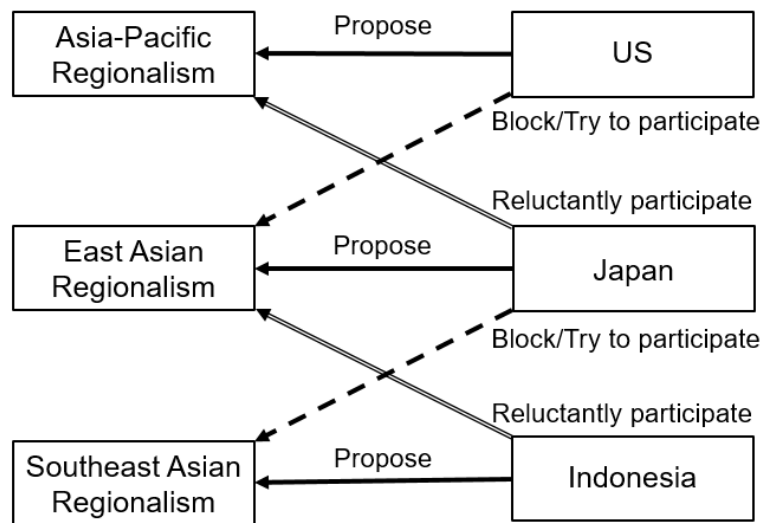 Asia-Pacific
Regionalism
Propose
US
Block/Try to participate
Reluctantly participate
East Asian
Regionalism
Propose
Japan
Block/Try to participate
Reluctantly participate
Southeast Asian
Regionalism
Propose
Indonesia